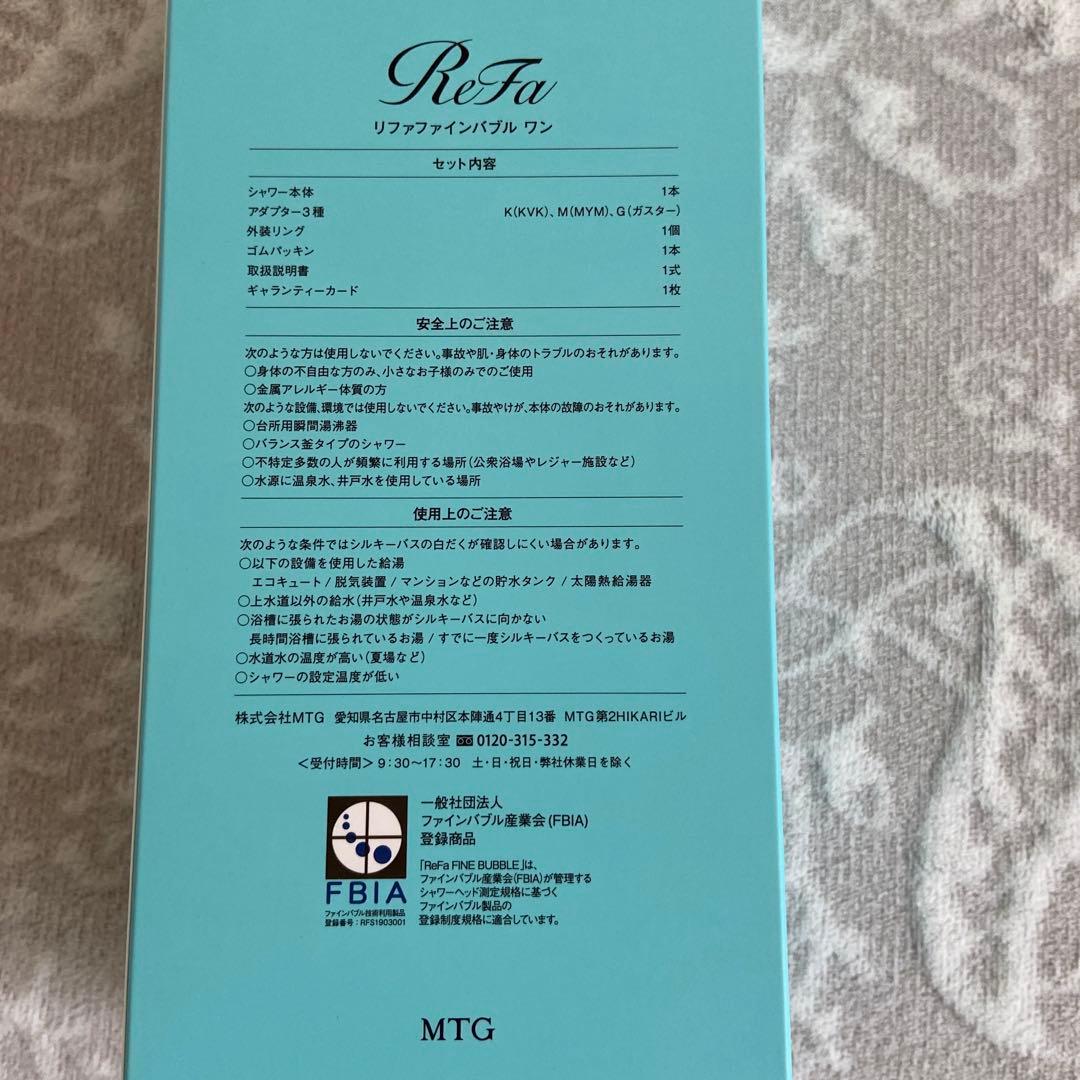 ReFa
リファファインバブル ワン
セット内容
シャワー本体 1本
アダプター3種 K(KVK)、M(MYM)、G(ガスター)
外装リング 1個
ゴムパッキン 1本
取扱説明書 1式
ギャランティーカード 1枚
安全上のご注意
次のような方は使用しないでください。事故や肌・身体のトラブルのおそれがあります。
○身体の不自由な方のみ、小さなお子様のみでのご使用
○金属アレルギー体質の方
次のような設備、環境では使用しないでください。事故やけが、本体の故障のおそれがあります。
○台所用瞬間湯沸器
○バランス釜タイプのシャワー
○不特定多数の人が頻繁に利用する場所(公衆浴場やレジャー施設など)
○水源に温泉水、井戸水を使用している場所
使用上のご注意
次のような条件ではシルキーバスの白だくが確認しにくい場合があります。
○以下の設備を使用した給湯
エコキュート / 脱気装置 / マンションなどの貯水タンク / 太陽熱給湯器
○上水道以外の給水(井戸水や温泉水など)
○浴槽に張られたお湯の状態がシルキーバスに向かない
長時間浴槽に張られているお湯 / すでに一度シルキーバスをつくっているお湯
○水道水の温度が高い(夏場など)
○シャワーの設定温度が低い
株式会社MTG 愛知県名古屋市中村区本陣通4丁目13番 MTG第2HIKARIビル
お客様相談室 0120-315-332
<受付時間> 9:30〜17:30 土・日・祝日・弊社休業日を除く
一般社団法人
ファインバブル産業会(FBIA)
登録商品
「ReFa FINE BUBBLE」は、
ファインバブル産業会(FBIA)が管理する
シャワーヘッド測定規格に基づく
ファインバブル製品の
登録制度規格に適合しています。
FBIA
ファインバブル技術利用製品
登録番号:RFS1903001
MTG